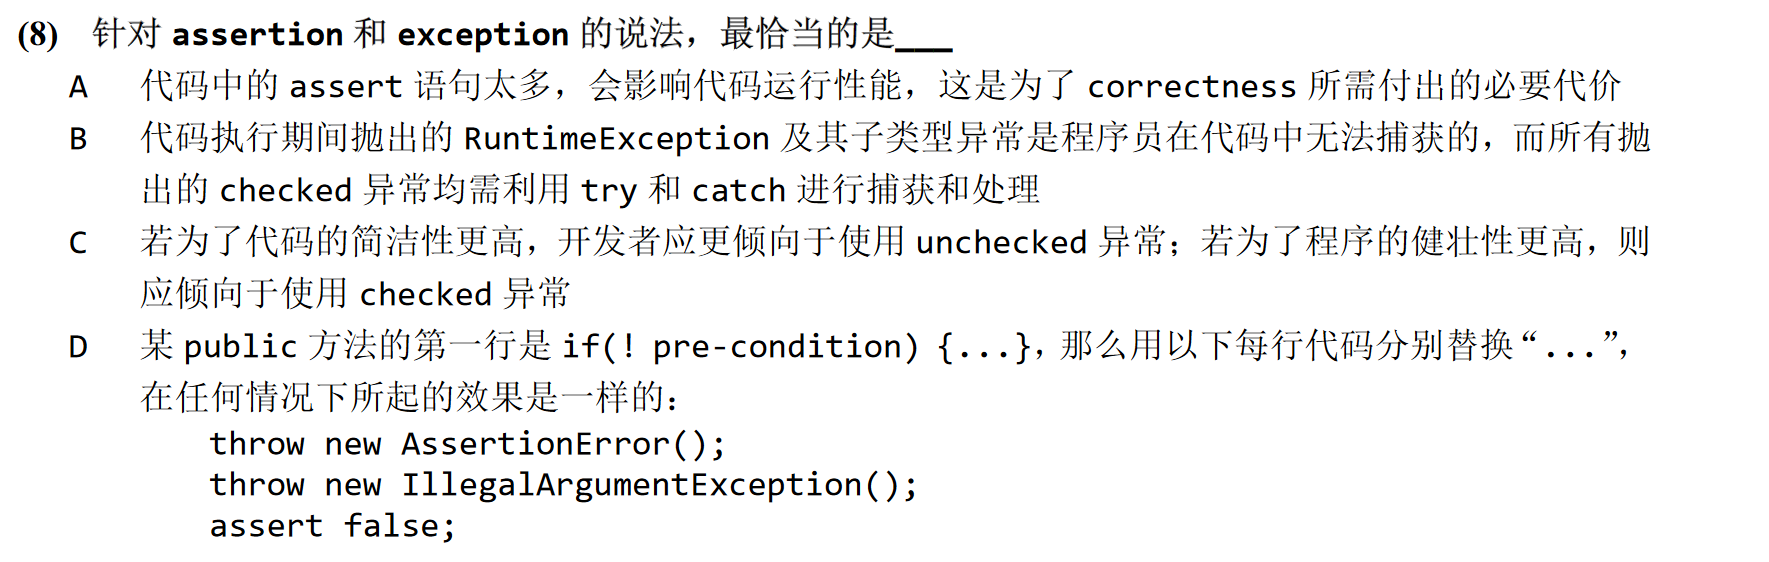 (8) 针对 assertion 和 exception 的说法，最恰当的是___
A 代码中的 assert 语句太多，会影响代码运行性能，这是为了 correctness 所需付出的必要代价
B 代码执行期间抛出的 RuntimeException 及其子类型异常是程序员在代码中无法捕获的，而所有抛
出的 checked 异常均需利用 try 和 catch 进行捕获和处理
C 若为了代码的简洁性更高，开发者应更倾向于使用 unchecked 异常；若为了程序的健壮性更高，则
应倾向于使用 checked 异常
D 某 public 方法的第一行是 if(! pre-condition) {...}，那么用以下每行代码分别替换“...”，
在任何情况下所起的效果是一样的：
throw new AssertionError();
throw new IllegalArgumentException();
assert false;